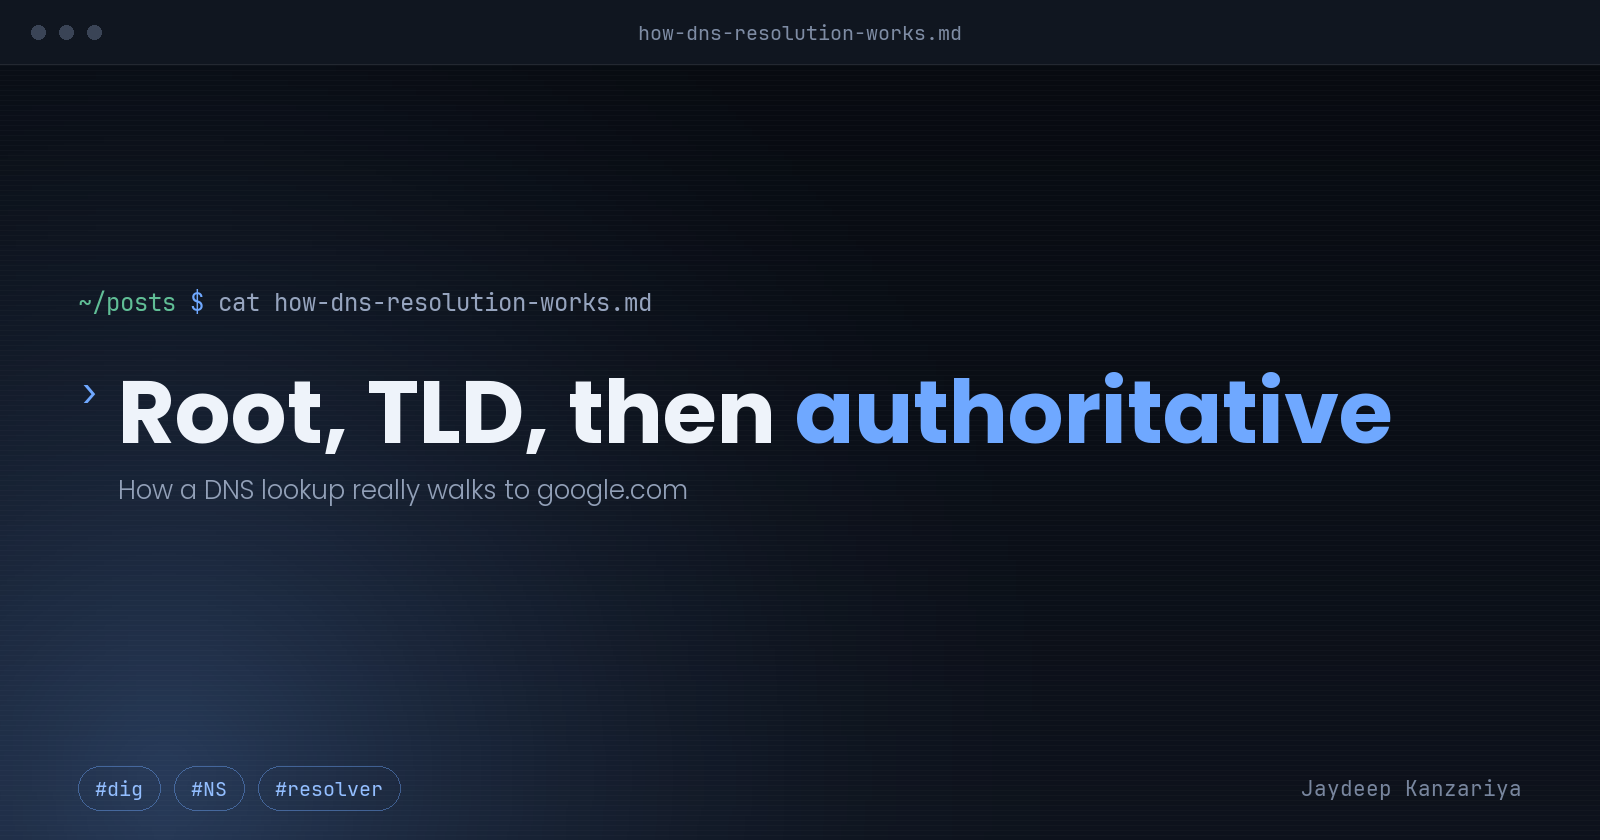 how-dns-resolution-works.md
~/posts $ cat how-dns-resolution-works.md
› Root, TLD, then authoritative
How a DNS lookup really walks to google.com
#dig #NS #resolver
Jaydeep Kanzariya